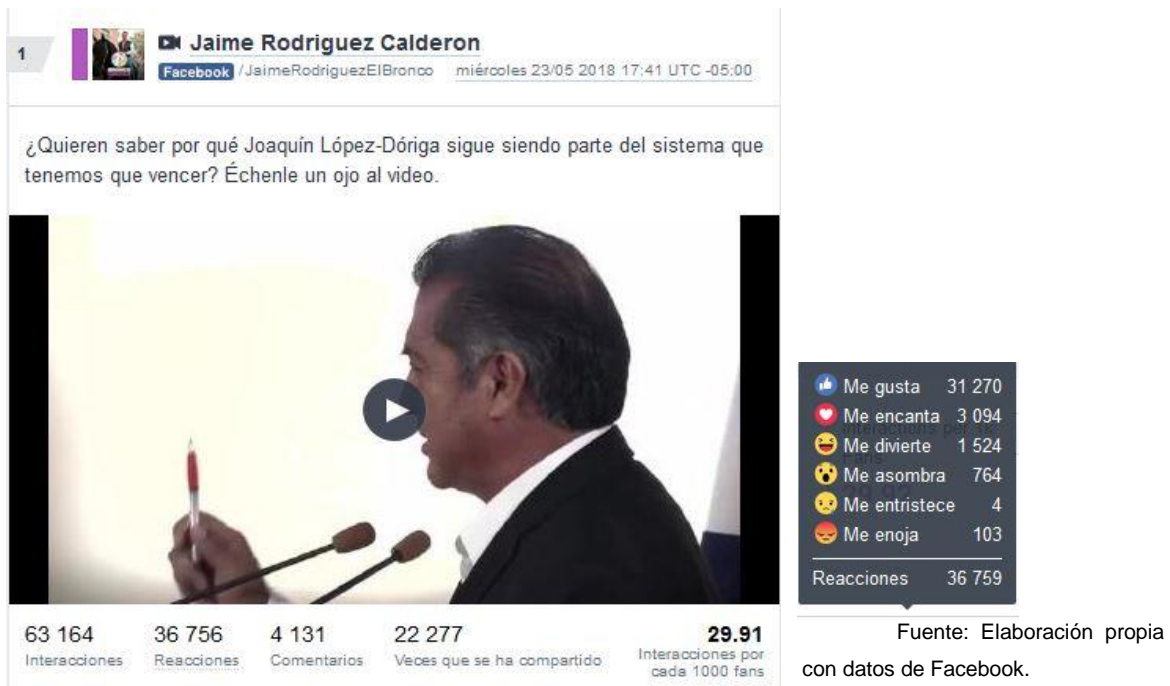 1
Jaime Rodriguez Calderon
Facebook /JaimeRodriguezElBronco miércoles 23/05 2018 17:41 UTC -05:00
¿Quieren saber por qué Joaquín López-Dóriga sigue siendo parte del sistema que
tenemos que vencer? Échenle un ojo al video.
63 164 36 756 4 131 22 277 29.91
Interacciones Reacciones Comentarios Veces que se ha compartido Interacciones por
cada 1000 fans
Me gusta 31 270
Me encanta 3 094
Me divierte 1 524
Me asombra 764
Me entristece 4
Me enoja 103
Reacciones 36 759
Fuente: Elaboración propia
con datos de Facebook.